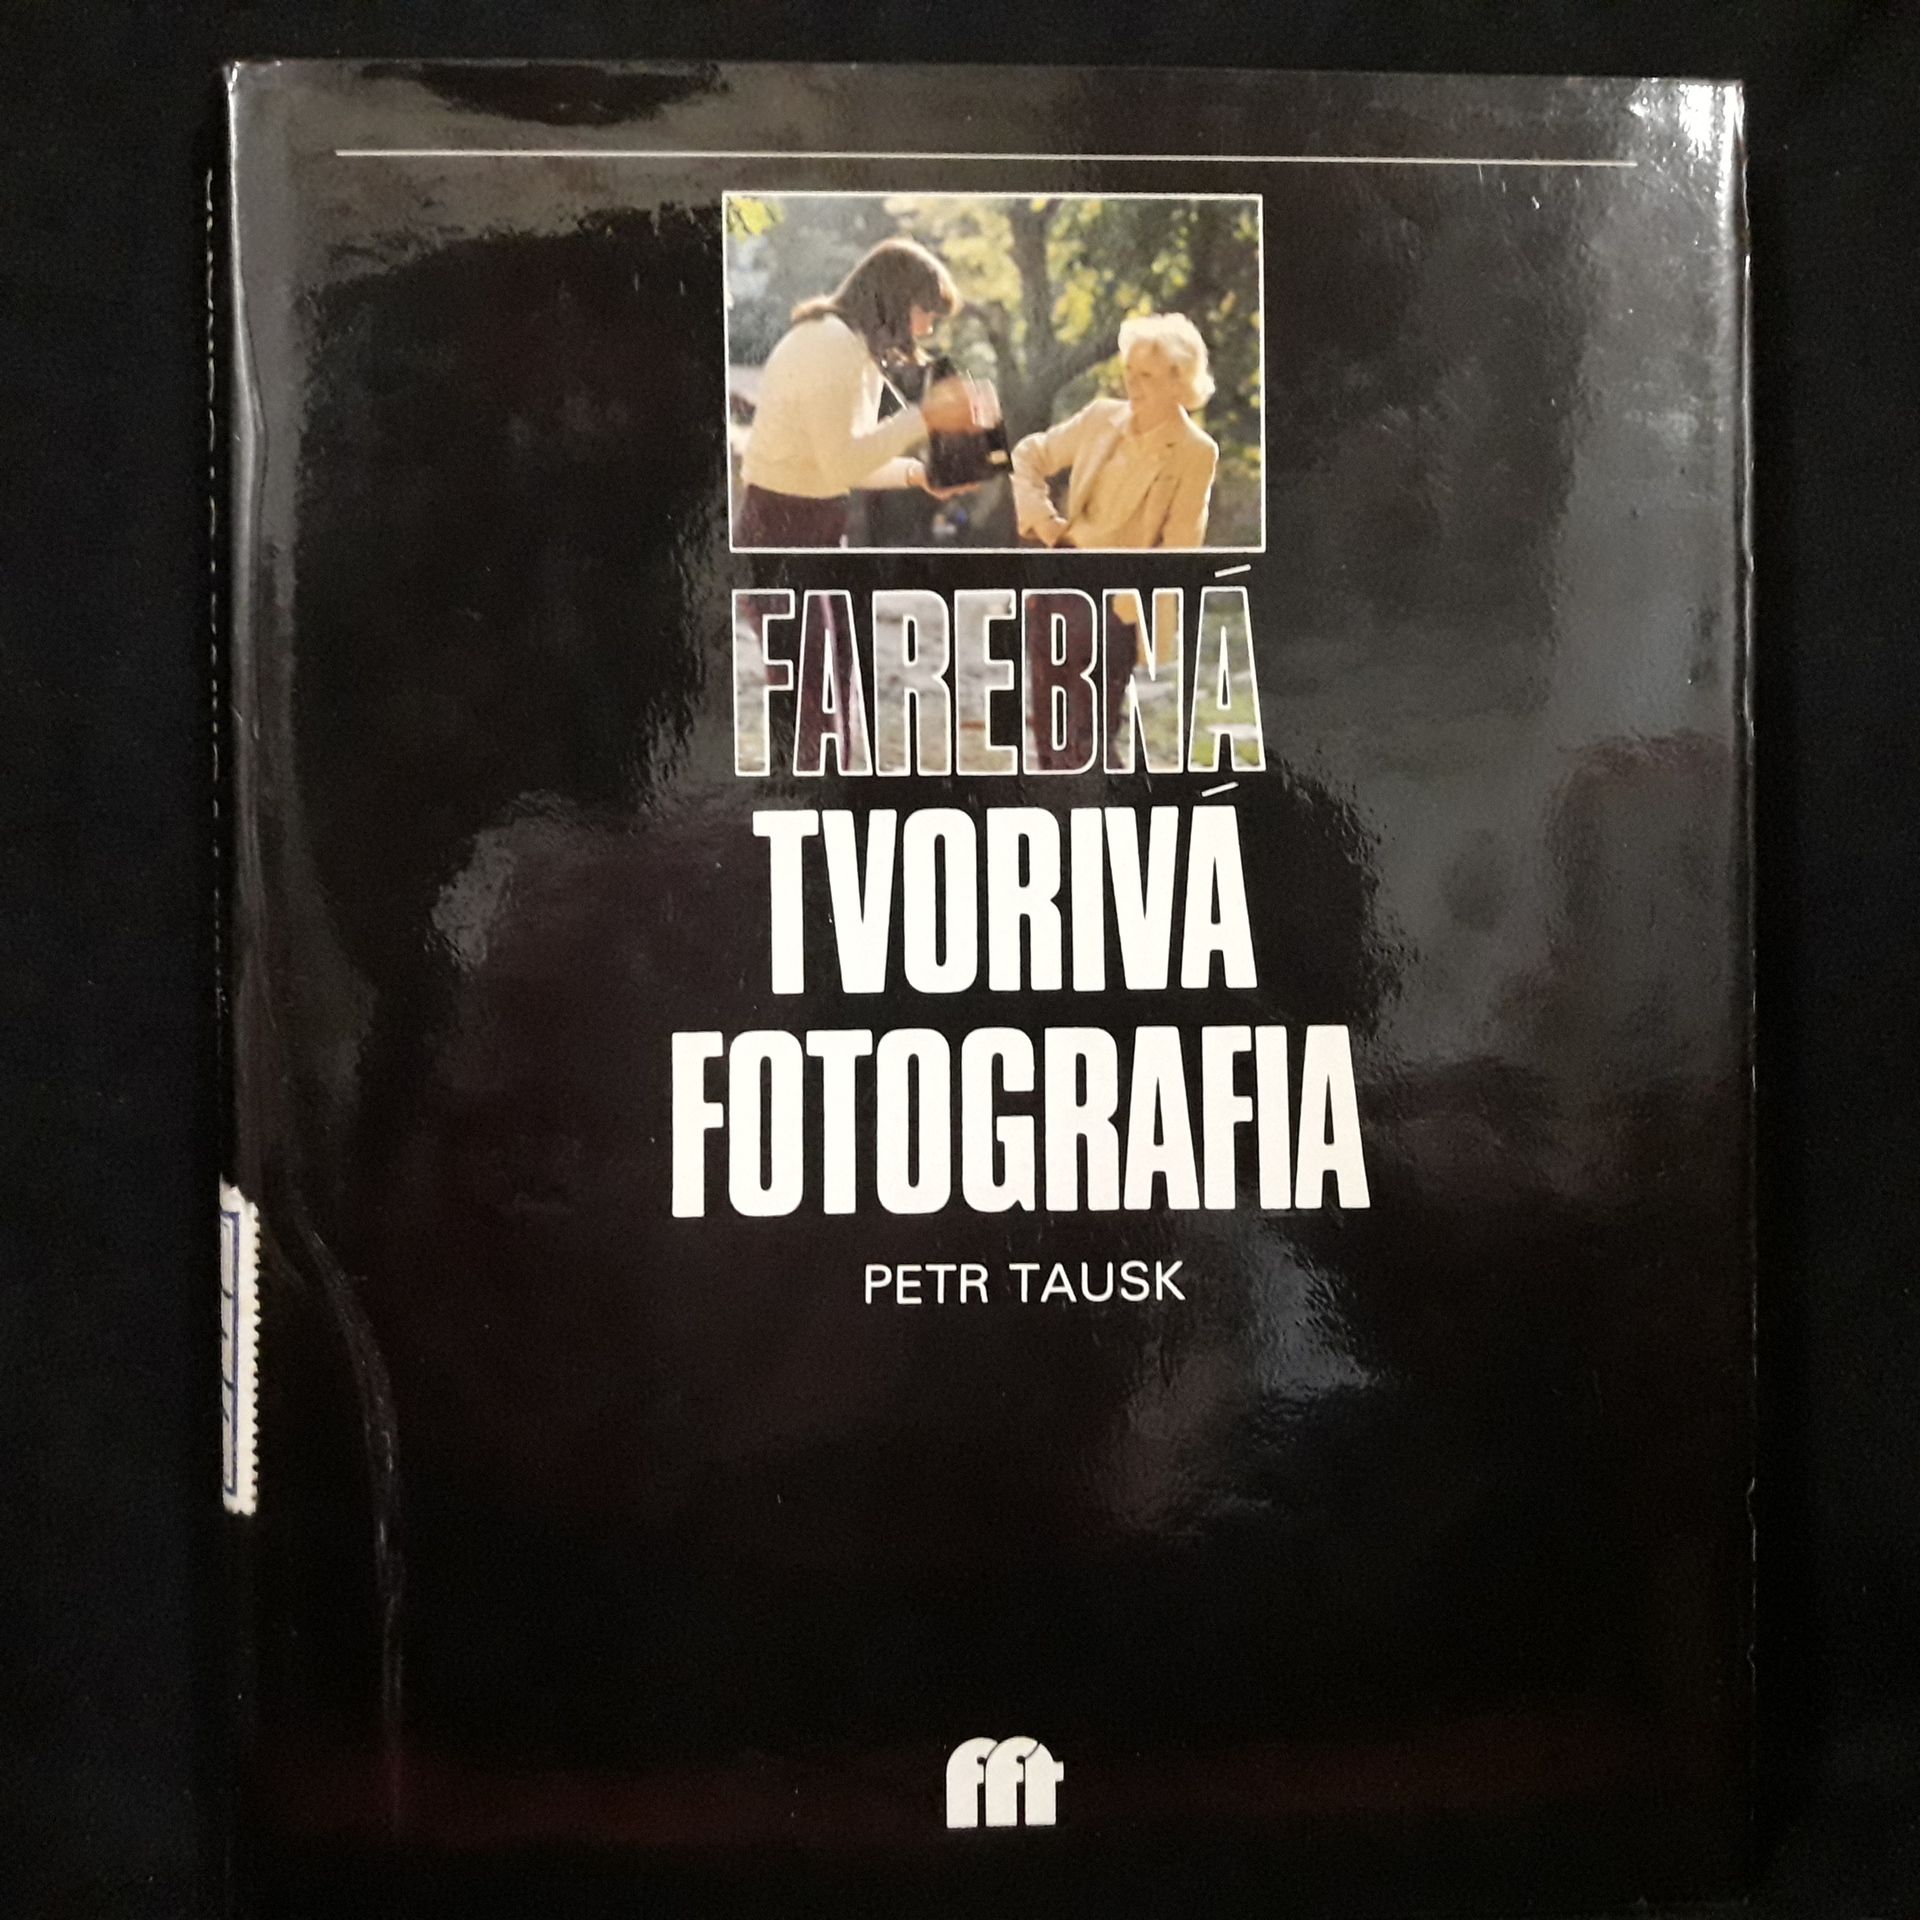 FAREBNÁ
TVORIVÁ
FOTOGRAFIA
PETR TAUSK
fft